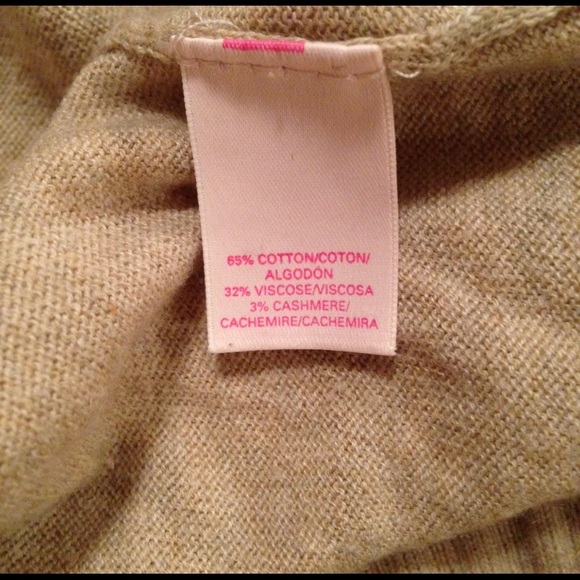 65% COTTON/COTON/
ALGODÓN
32% VISCOSE/VISCOSA
3% CASHMERE/
CACHEMIRE/CACHEMIRA